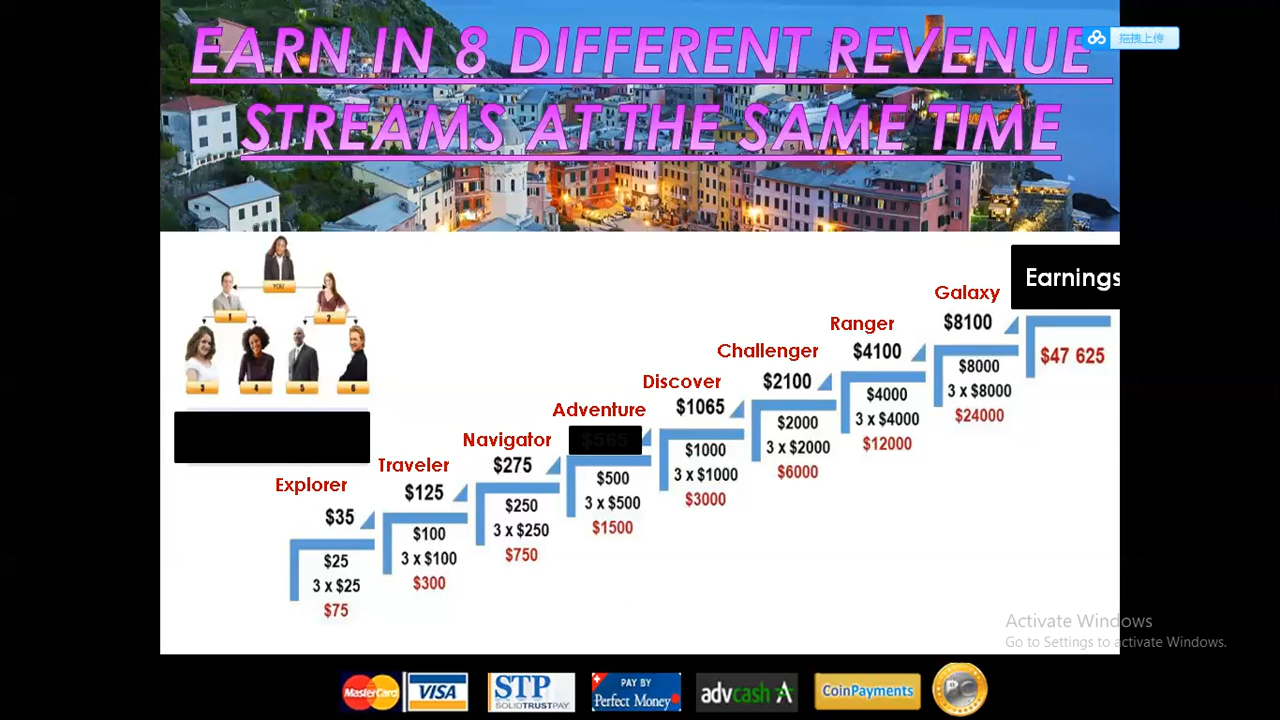 EARN IN 8 DIFFERENT REVENUE
STREAMS AT THE SAME TIME
拖拽上传
YOU
1
2
3
4
5
6
Explorer
$35
$25
3 x $25
$75
Traveler
$125
$100
3 x $100
$300
Navigator
$275
$250
3 x $250
$750
Adventure
$565
$500
3 x $500
$1500
Discover
$1065
$1000
3 x $1000
$3000
Challenger
$2100
$2000
3 x $2000
$6000
Ranger
$4100
$4000
3 x $4000
$12000
Galaxy
$8100
$8000
3 x $8000
$24000
Earnings
$47 625
Activate Windows
Go to Settings to activate Windows.
MasterCard
VISA
STP
SOLIDTRUSTPAY
PAY BY
Perfect Money
advcash A
CoinPayments